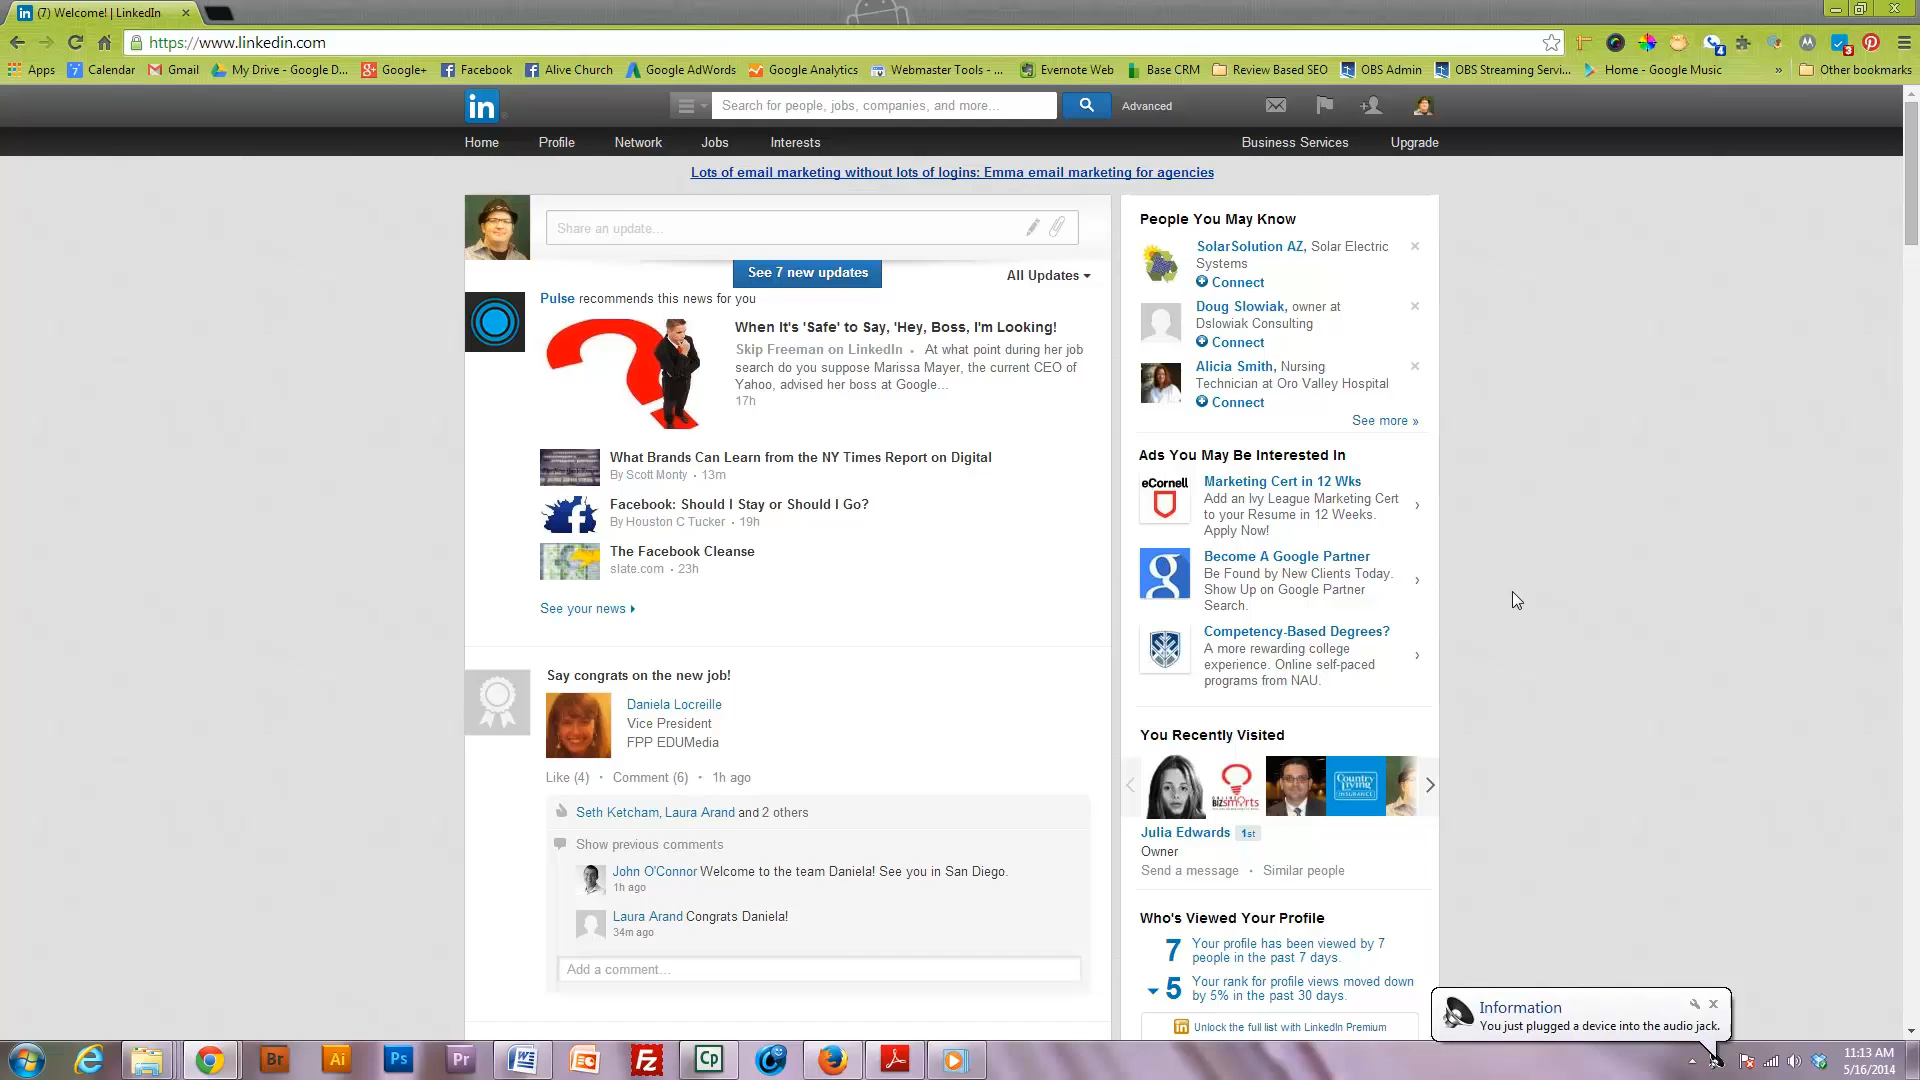 (7) Welcome! | LinkedIn
https://www.linkedin.com
Apps
7 Calendar
Gmail
My Drive - Google D...
Google+
Facebook
Alive Church
Google AdWords
Google Analytics
Webmaster Tools - ...
Evernote Web
Base CRM
Review Based SEO
OBS Admin
OBS Streaming Servi...
Home - Google Music
»
Other bookmarks
4
3
in
Search for people, jobs, companies, and more...
Advanced
Home
Profile
Network
Jobs
Interests
Business Services
Upgrade
Lots of email marketing without lots of logins: Emma email marketing for agencies
Share an update...
See 7 new updates
All Updates
Pulse recommends this news for you
When It's 'Safe' to Say, 'Hey, Boss, I'm Looking!
Skip Freeman on LinkedIn • At what point during her job
search do you suppose Marissa Mayer, the current CEO of
Yahoo, advised her boss at Google...
17h
What Brands Can Learn from the NY Times Report on Digital
By Scott Monty • 13m
Facebook: Should I Stay or Should I Go?
By Houston C Tucker • 19h
The Facebook Cleanse
slate.com • 23h
See your news
Say congrats on the new job!
Daniela Locreille
Vice President
FPP EDUMedia
Like (4) • Comment (6) • 1h ago
Seth Ketcham, Laura Arand and 2 others
Show previous comments
John O'Connor Welcome to the team Daniela! See you in San Diego.
1h ago
Laura Arand Congrats Daniela!
34m ago
Add a comment...
People You May Know
SolarSolution AZ, Solar Electric
Systems
Connect
Doug Slowiak, owner at
Dslowiak Consulting
Connect
Alicia Smith, Nursing
Technician at Oro Valley Hospital
Connect
See more »
Ads You May Be Interested In
eCornell
Marketing Cert in 12 Wks
Add an Ivy League Marketing Cert
to your Resume in 12 Weeks.
Apply Now!
g
Become A Google Partner
Be Found by New Clients Today.
Show Up on Google Partner
Search.
Competency-Based Degrees?
A more rewarding college
experience. Online self-paced
programs from NAU.
You Recently Visited
BIZSMARTS
Country
Living
INSURANCE
Julia Edwards 1st
Owner
Send a message • Similar people
Who's Viewed Your Profile
7 Your profile has been viewed by 7
people in the past 7 days.
5 Your rank for profile views moved down
by 5% in the past 30 days.
in Unlock the full list with LinkedIn Premium
Information
You just plugged a device into the audio jack.
Br
Ai
Ps
Pr
W
Fz
Cp
11:13 AM
5/16/2014